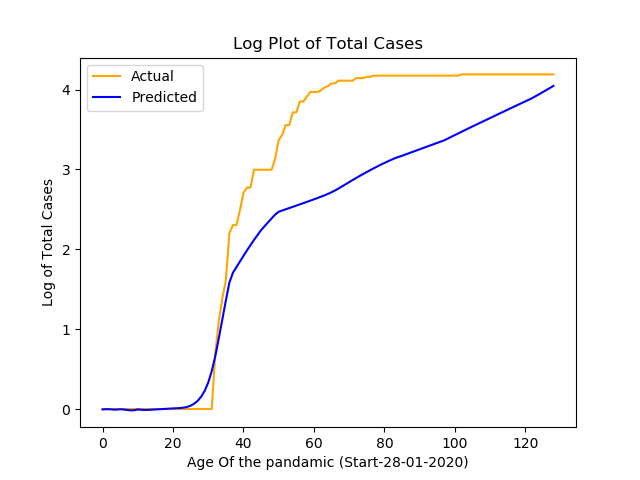 Log Plot of Total Cases
Actual
Predicted
4
3
2
1
0
Log of Total Cases
0 20 40 60 80 100 120
Age Of the pandamic (Start-28-01-2020)